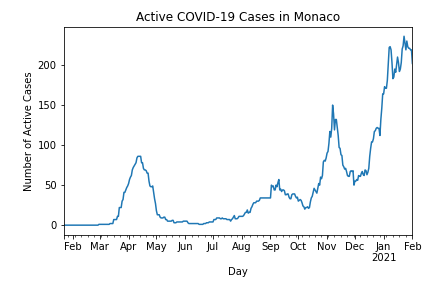 Active COVID-19 Cases in Monaco
Number of Active Cases
200
150
100
50
0
Feb Mar Apr May Jun Jul Aug Sep Oct Nov Dec Jan Feb
2021
Day